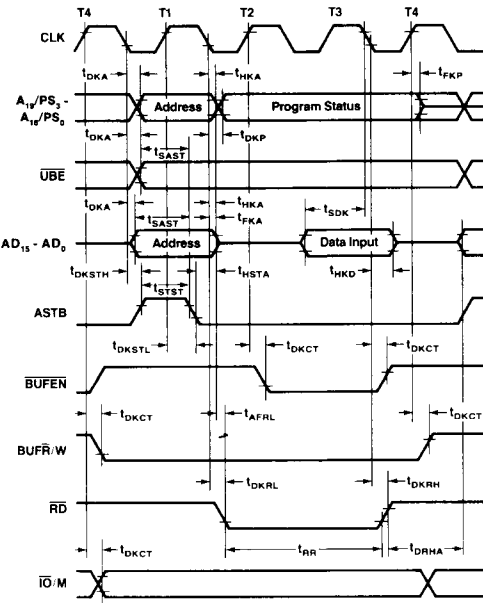 T4 T1 T2 T3 T4
CLK
tDKA tHKA tFKP
A19/PS3 - Address Program Status
A16/PS0
tDKA tSAST tDKP
UBE
tDKA tHKA
tSAST tFKA tSDK
AD15 - AD0 Address Data Input
tDKSTH tHSTA tHKD
tSTST
ASTB
tDKSTL tDKCT tDKCT
BUFEN
tDKCT tAFRL tDKCT
BUFR/W
tDKRL tDKRH
RD
tDKCT tRR tDRHA
IO/M